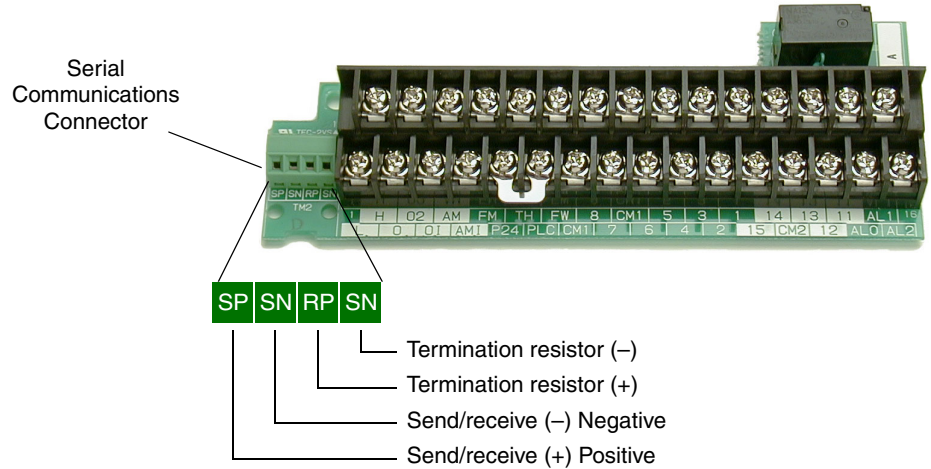 Serial
Communications
Connector
A
SP SN RP SN
TM2
H O2 AM FM TH FW 8 CM1 5 3 1 14 13 11 AL1
L O OI AMI P24 PLC CM1 7 6 4 2 15 CM2 12 AL0 AL2
SP SN RP SN
Termination resistor (–)
Termination resistor (+)
Send/receive (–) Negative
Send/receive (+) Positive